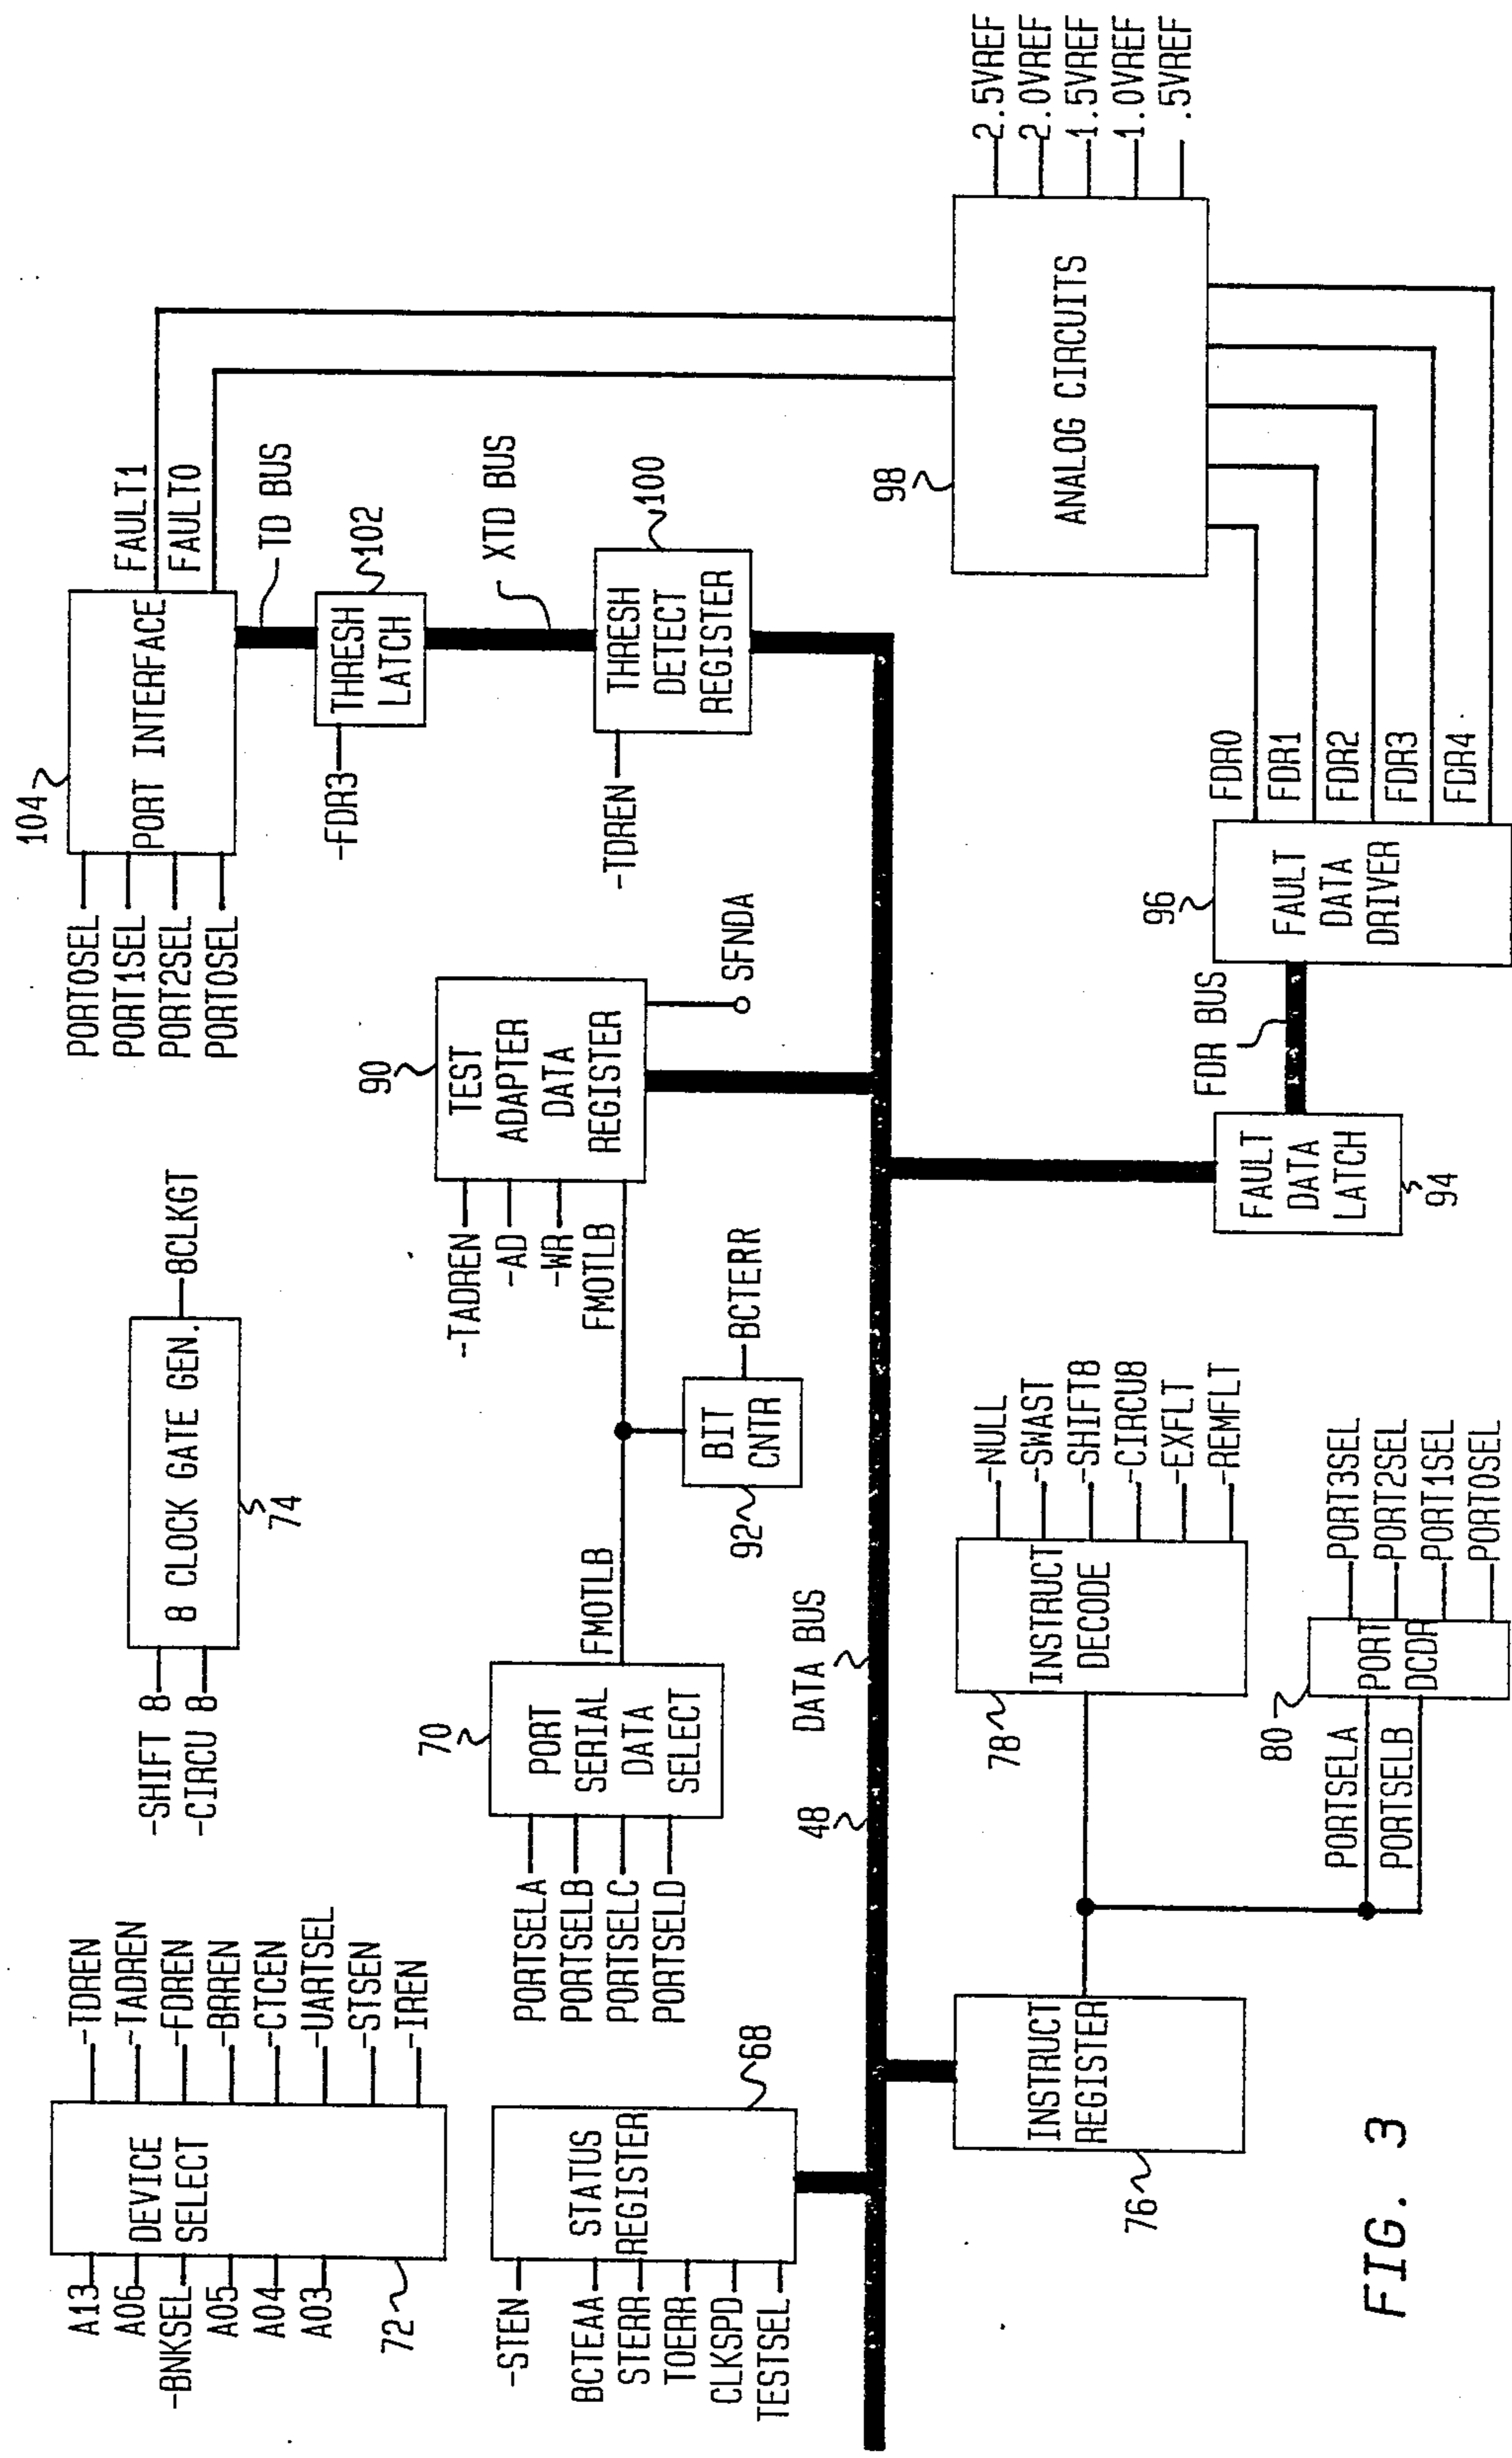 A13
A06
-BNKSEL
A05
A04
A03
DEVICE
SELECT
72
-TDREN
-TADREN
-FDREN
-BRREN
-CTCEN
-UARTSEL
-STSEN
-IREN
-SHIFT 8
-CIRCU 8
8 CLOCK GATE GEN.
74
8CLKGT
104
PORT0SEL
PORT1SEL
PORT2SEL
PORT0SEL
PORT INTERFACE
FAULT1
FAULT0
TD BUS
-FDR3
THRESH
LATCH
102
XTD BUS
-TDREN
THRESH
DETECT
REGISTER
100
-STEN
BCTEAA
STERR
TOERR
CLKSPD
TESTSEL
STATUS
REGISTER
68
PORTSELA
PORTSELB
PORTSELC
PORTSELD
70
PORT
SERIAL
DATA
SELECT
FMOTLB
92
BIT
CNTR
BCTERR
-TADREN
-AD
-WR
FMOTLB
90
TEST
ADAPTER
DATA
REGISTER
SFNDA
48
DATA BUS
76
INSTRUCT
REGISTER
78
INSTRUCT
DECODE
-NULL
-SWAST
-SHIFT8
-CIRCU8
-EXFLT
-REMFLT
PORTSELA
PORTSELB
80
PORT
DCDR
PORT3SEL
PORT2SEL
PORT1SEL
PORT0SEL
FAULT
DATA
LATCH
94
FDR BUS
96
FAULT
DATA
DRIVER
FDR0
FDR1
FDR2
FDR3
FDR4
98
ANALOG CIRCUITS
2.5VREF
2.0VREF
1.5VREF
1.0VREF
.5VREF
FIG. 3